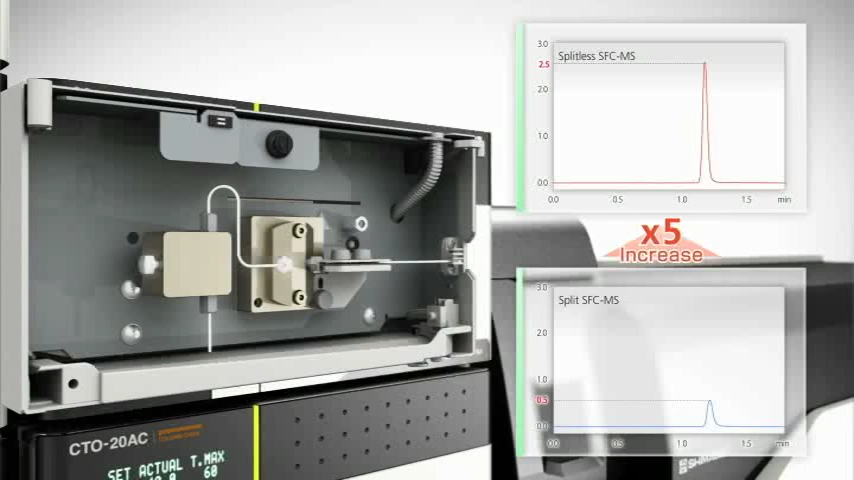 Splitless SFC-MS
3.0
2.5
2.0
1.0
0.0
0.0 0.5 1.0 1.5 min
x5
Increase
Split SFC-MS
3.0
2.0
1.0
0.5
0.0
0.0 0.5 1.0 1.5 min
CTO-20AC
SET ACTUAL T.MAX
60